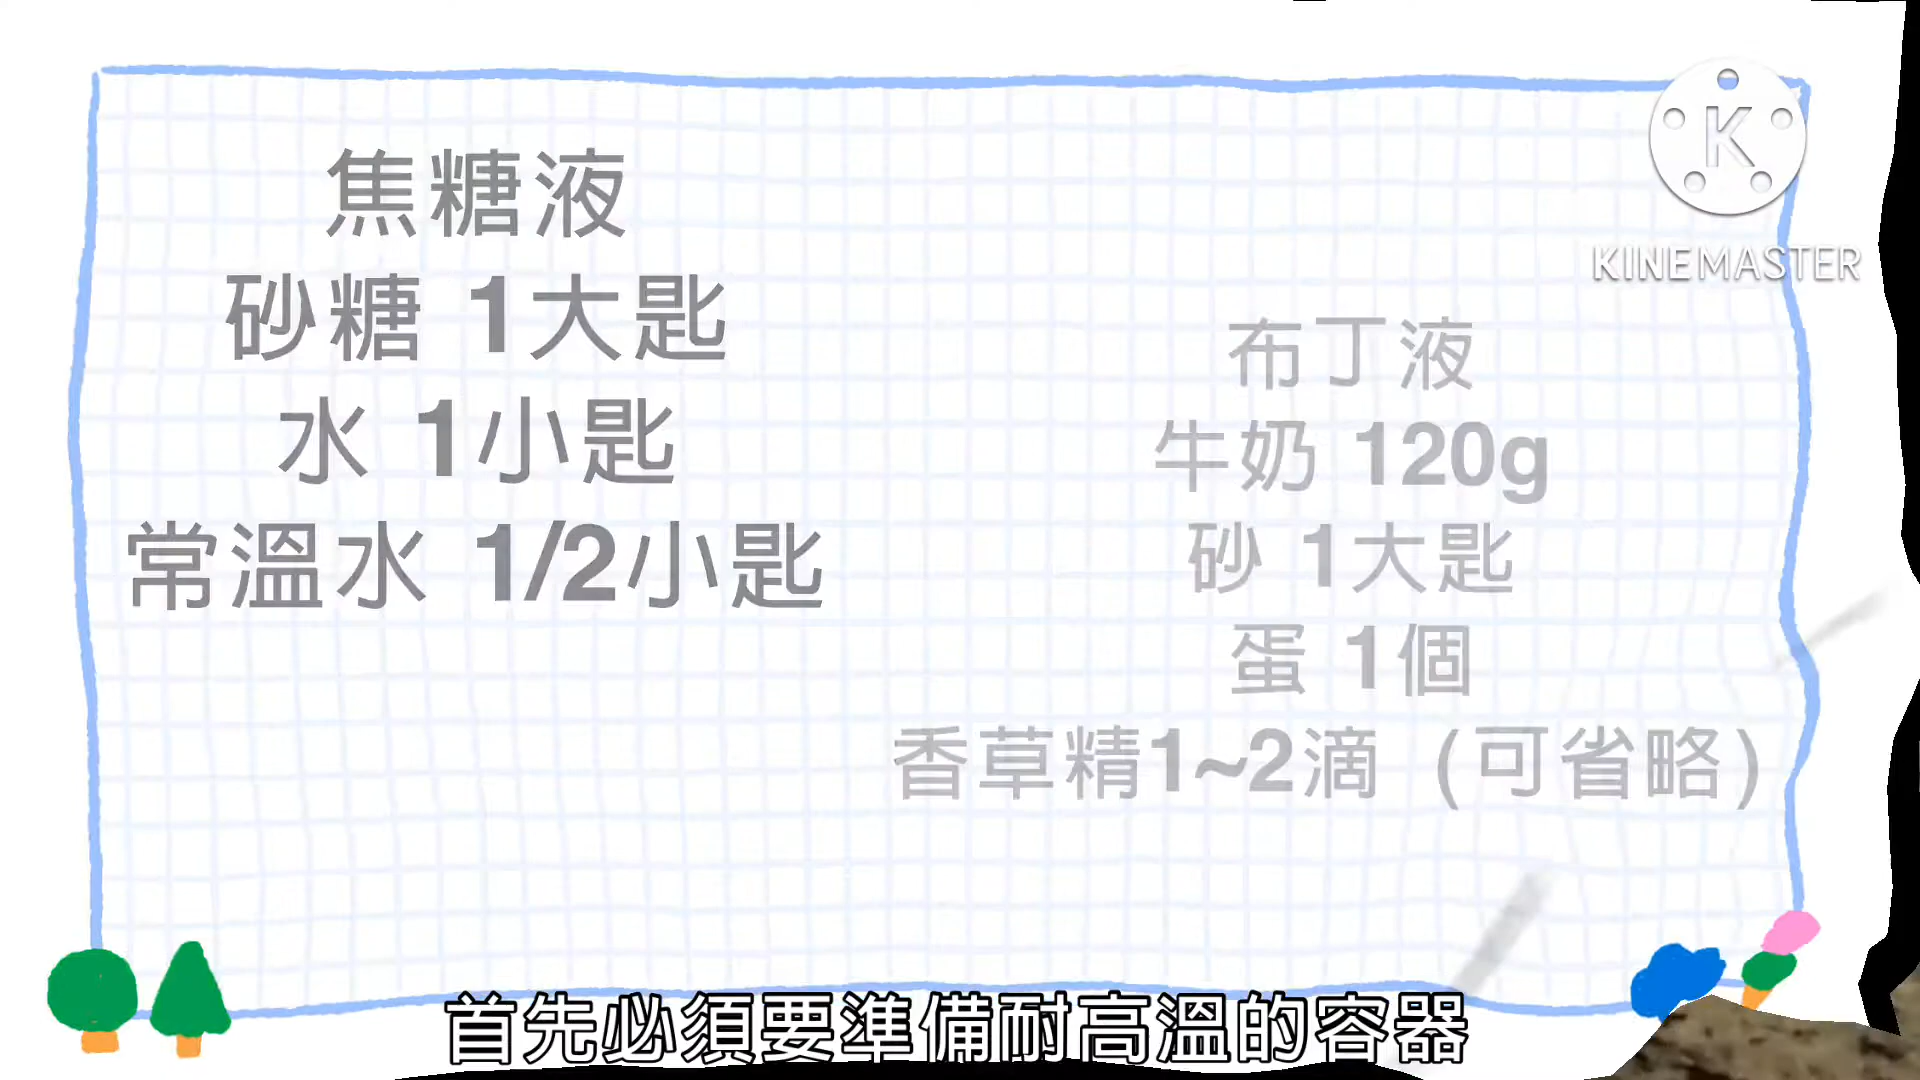 焦糖液
砂糖 1大匙
水 1小匙
常溫水 1/2小匙
K
KINEMASTER
布丁液
牛奶 120g
砂 1大匙
蛋 1個
香草精1~2滴（可省略）
首先必須要準備耐高溫的容器